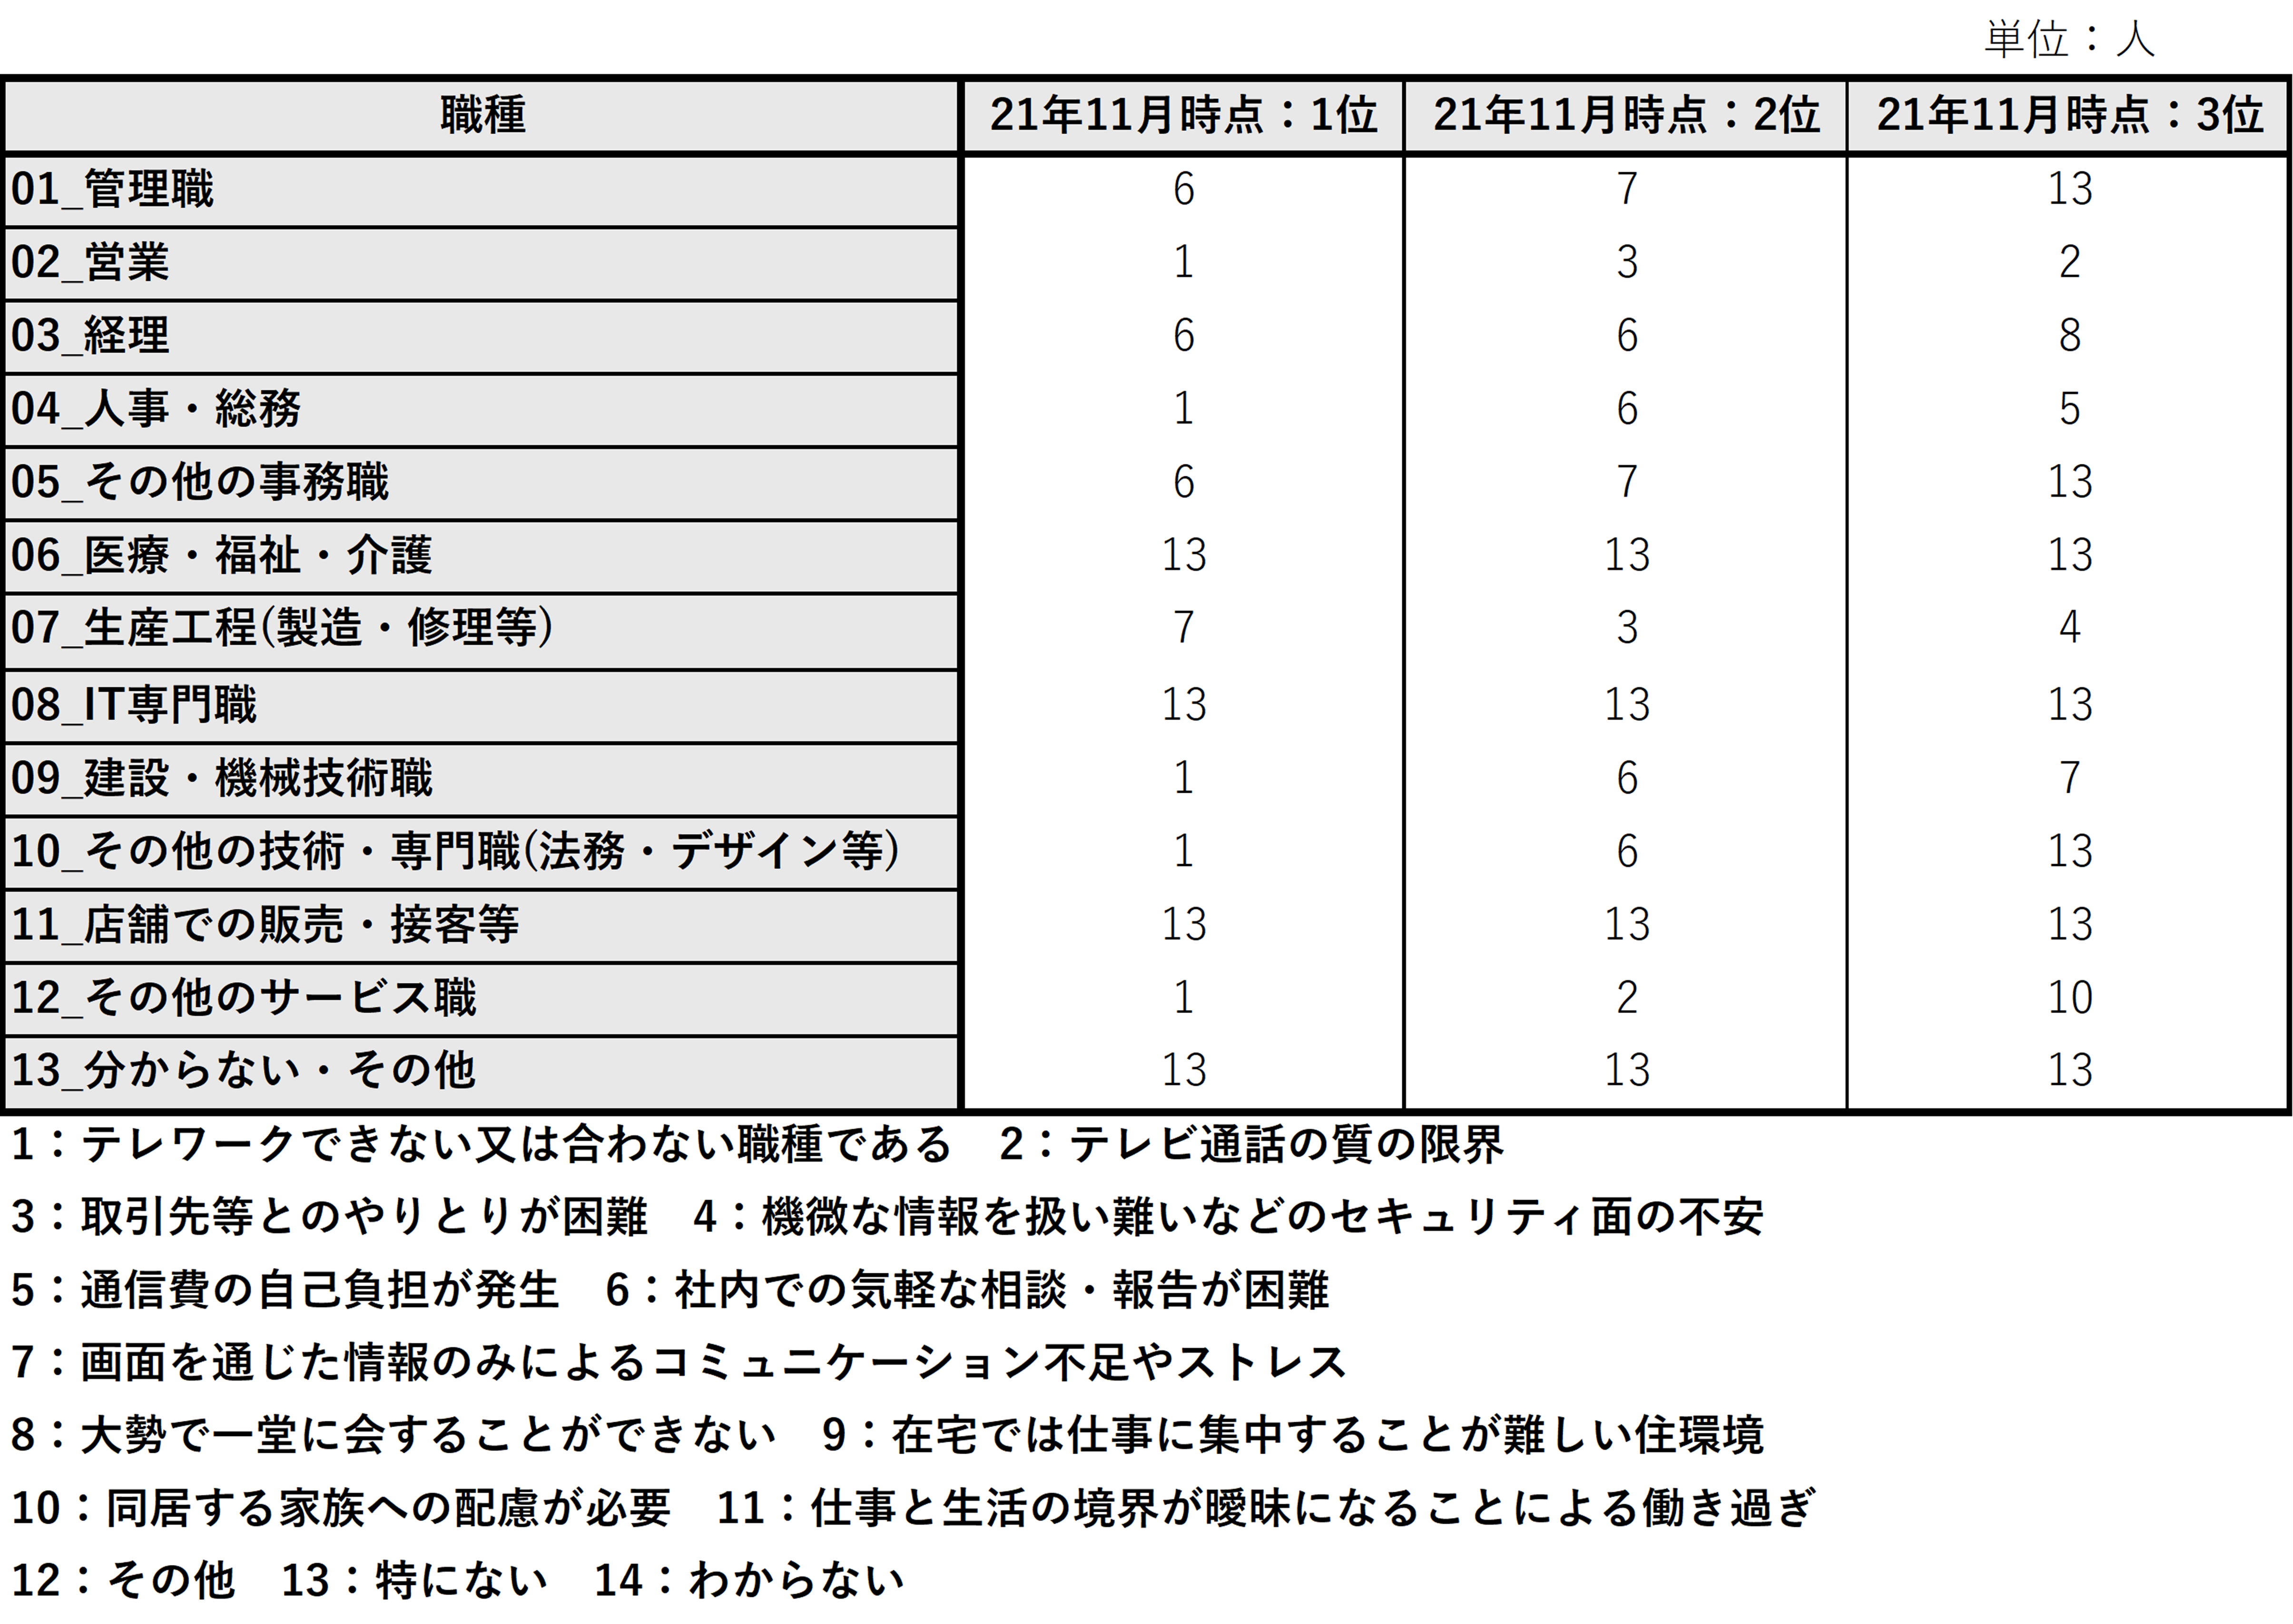 単位：人
職種 21年11月時点：1位 21年11月時点：2位 21年11月時点：3位
01_管理職 6 7 13
02_営業 1 3 2
03_経理 6 6 8
04_人事・総務 1 6 5
05_その他の事務職 6 7 13
06_医療・福祉・介護 13 13 13
07_生産工程(製造・修理等) 7 3 4
08_IT専門職 13 13 13
09_建設・機械技術職 1 6 7
10_その他の技術・専門職(法務・デザイン等) 1 6 13
11_店舗での販売・接客等 13 13 13
12_その他のサービス職 1 2 10
13_分からない・その他 13 13 13
1：テレワークできない又は合わない職種である　2：テレビ通話の質の限界
3：取引先等とのやりとりが困難　4：機微な情報を扱い難いなどのセキュリティ面の不安
5：通信費の自己負担が発生　6：社内での気軽な相談・報告が困難
7：画面を通じた情報のみによるコミュニケーション不足やストレス
8：大勢で一堂に会することができない　9：在宅では仕事に集中することが難しい住環境
10：同居する家族への配慮が必要　11：仕事と生活の境界が曖昧になることによる働き過ぎ
12：その他　13：特にない　14：わからない